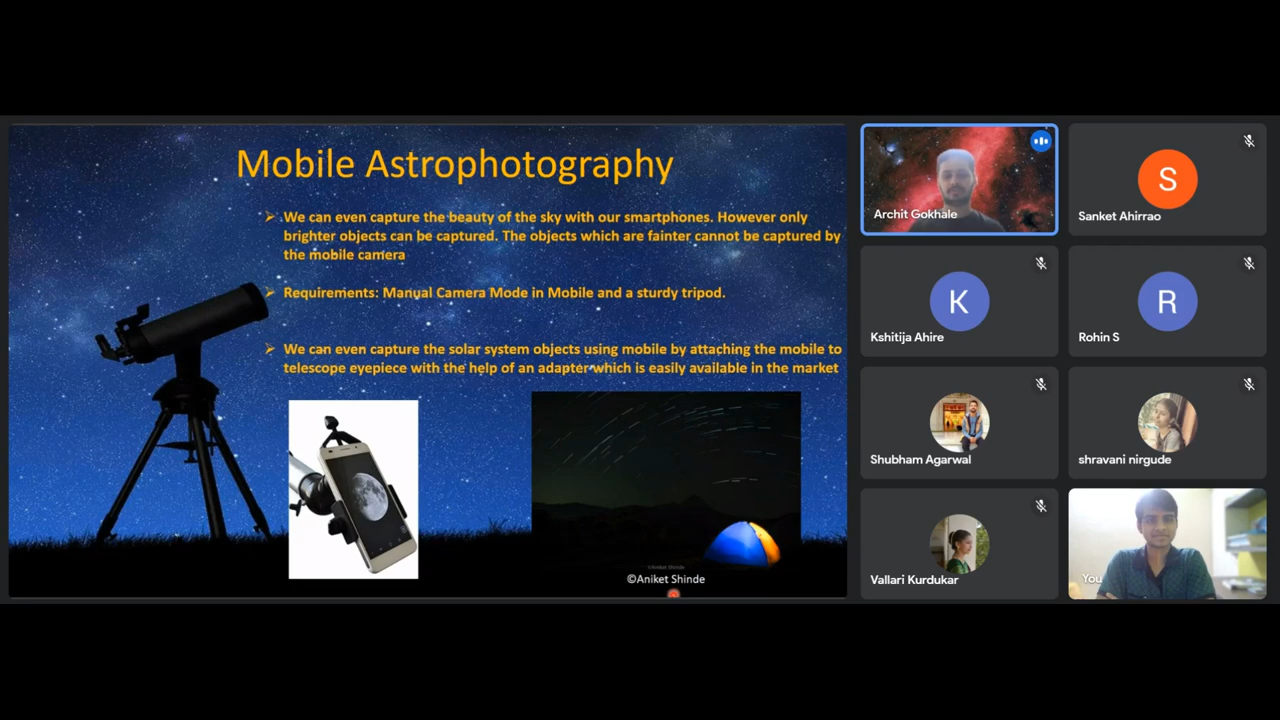 Mobile Astrophotography
We can even capture the beauty of the sky with our smartphones. However only
brighter objects can be captured. The objects which are fainter cannot be captured by
the mobile camera
Requirements: Manual Camera Mode in Mobile and a sturdy tripod.
We can even capture the solar system objects using mobile by attaching the mobile to
telescope eyepiece with the help of an adapter which is easily available in the market
©Aniket Shinde
©Aniket Shinde
Archit Gokhale
S
Sanket Ahirrao
K
Kshitija Ahire
R
Rohin S
Shubham Agarwal
shravani nirgude
Vallari Kurdukar
You